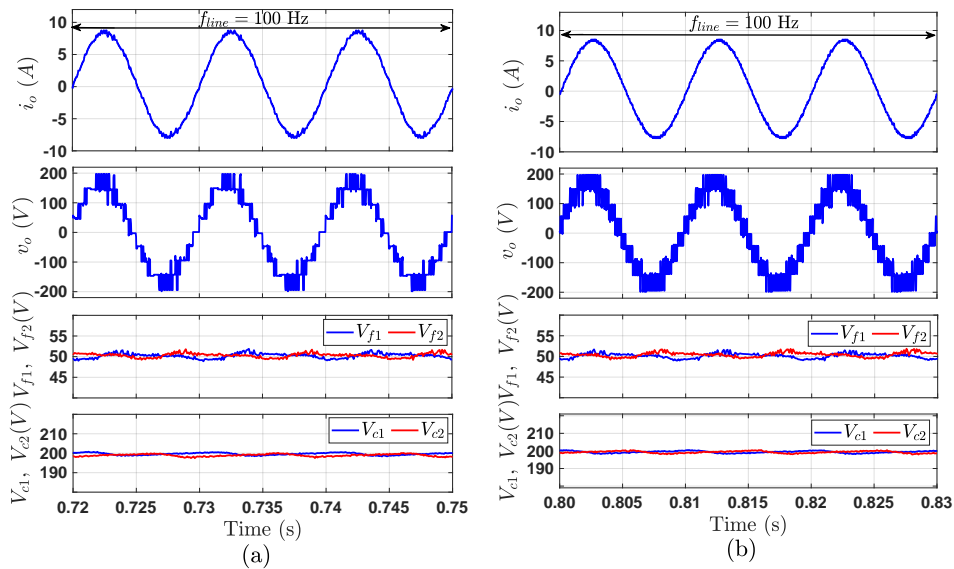 f_line = 100 Hz
i_o (A)
10
5
0
-5
-10
v_o (V)
200
100
0
-100
-200
V_f1, V_f2(V)
55
50
45
V_f1 V_f2
V_c1, V_c2(V)
210
200
190
V_c1 V_c2
0.72 0.725 0.73 0.735 0.74 0.745 0.75
Time (s)
(a)
f_line = 100 Hz
i_o (A)
10
5
0
-5
-10
v_o (V)
200
100
0
-100
-200
V_f1, V_f2(V)
55
50
45
V_f1 V_f2
V_c1, V_c2(V)
210
200
190
V_c1 V_c2
0.80 0.805 0.81 0.815 0.82 0.825 0.83
Time (s)
(b)